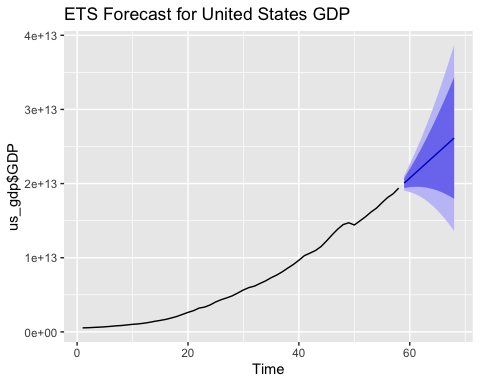 ETS Forecast for United States GDP
4e+13
3e+13
2e+13
1e+13
0e+00
us_gdp$GDP
0 20 40 60
Time